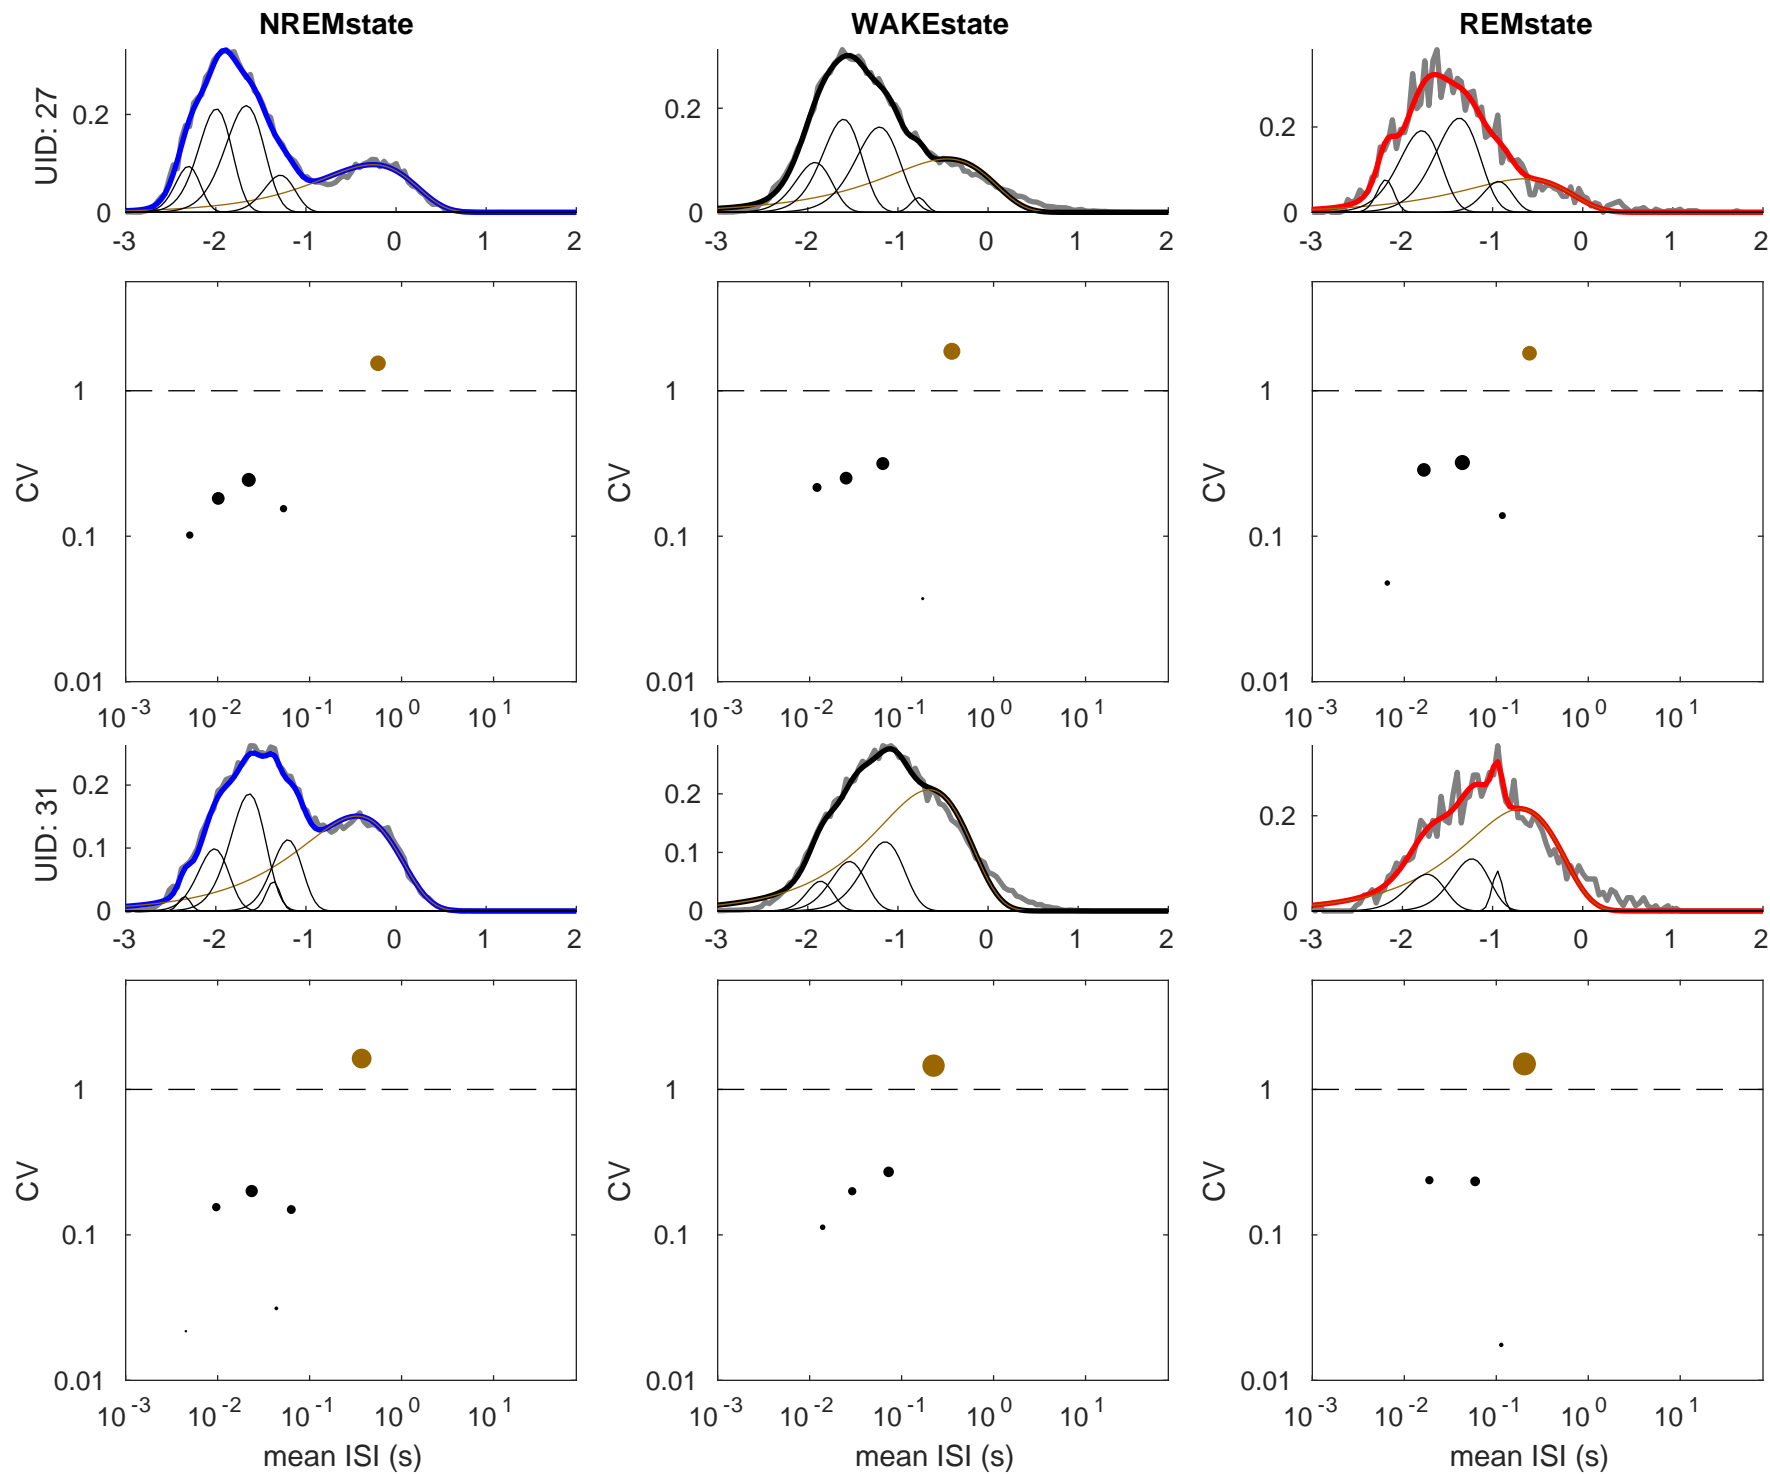 NREMstate WAKEstate REMstate
UID: 27
0.2 0.2 0.2
0 0 0
-3 -2 -1 0 1 2 -3 -2 -1 0 1 2 -3 -2 -1 0 1 2
CV CV CV
1 1 1
0.1 0.1 0.1
0.01 0.01 0.01
10^-3 10^-2 10^-1 10^0 10^1 10^-3 10^-2 10^-1 10^0 10^1 10^-3 10^-2 10^-1 10^0 10^1
UID: 31
0.2 0.2 0.2
0.1 0.1
0 0 0
-3 -2 -1 0 1 2 -3 -2 -1 0 1 2 -3 -2 -1 0 1 2
CV CV CV
1 1 1
0.1 0.1 0.1
0.01 0.01 0.01
10^-3 10^-2 10^-1 10^0 10^1 10^-3 10^-2 10^-1 10^0 10^1 10^-3 10^-2 10^-1 10^0 10^1
mean ISI (s) mean ISI (s) mean ISI (s)